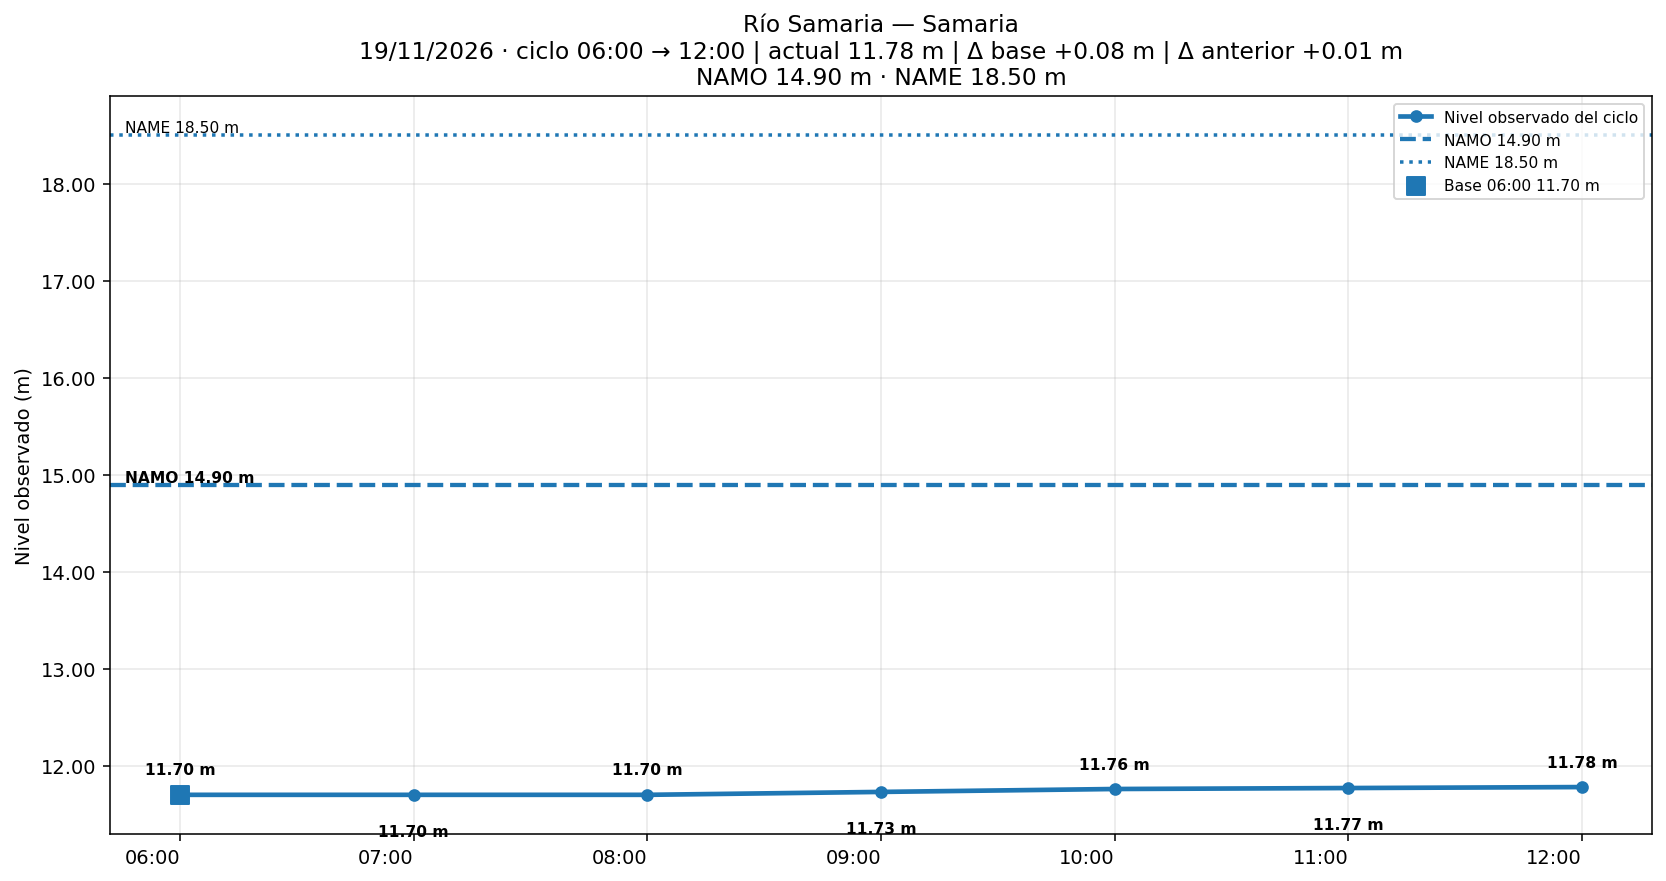 Río Samaria — Samaria
19/11/2026 · ciclo 06:00 → 12:00 | actual 11.78 m | Δ base +0.08 m | Δ anterior +0.01 m
NAMO 14.90 m · NAME 18.50 m
NAME 18.50 m
Nivel observado del ciclo
NAMO 14.90 m
NAME 18.50 m
Base 06:00 11.70 m
18.00
17.00
16.00
15.00
NAMO 14.90 m
14.00
13.00
12.00
Nivel observado (m)
11.70 m
11.70 m
11.70 m
11.73 m
11.76 m
11.77 m
11.78 m
06:00
07:00
08:00
09:00
10:00
11:00
12:00